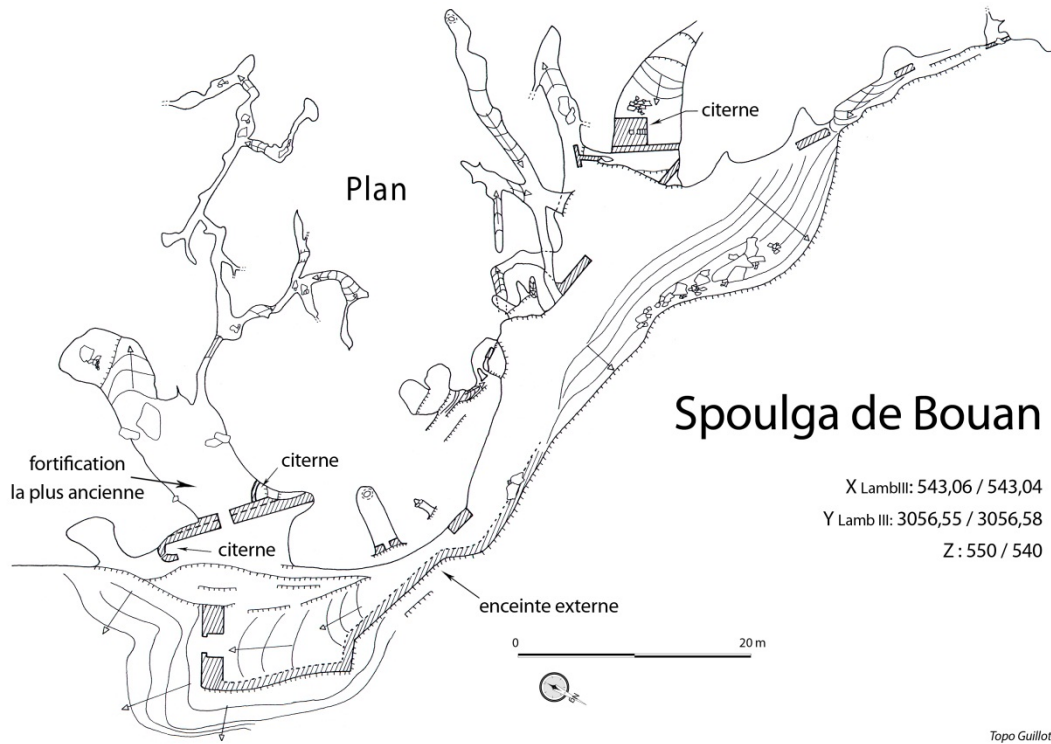 citerne
Plan
Spoulga de Bouan
fortification
la plus ancienne
citerne
X LambIII: 543,06 / 543,04
Y Lamb III: 3056,55 / 3056,58
Z : 550 / 540
citerne
enceinte externe
0 20 m
Topo Guillot